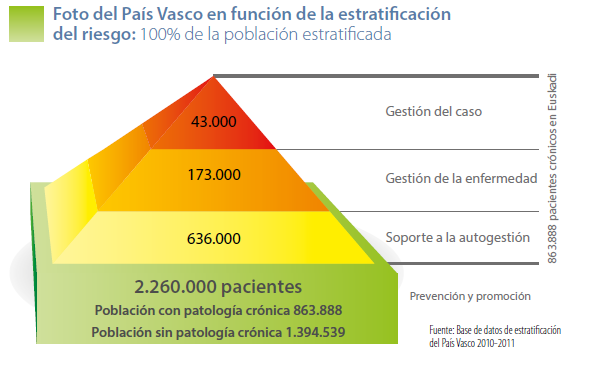 Foto del País Vasco en función de la estratificación
del riesgo: 100% de la población estratificada
43.000
Gestión del caso
173.000
Gestión de la enfermedad
636.000
Soporte a la autogestión
863.888 pacientes crónicos en Euskadi
2.260.000 pacientes
Población con patología crónica 863.888
Población sin patología crónica 1.394.539
Prevención y promoción
Fuente: Base de datos de estratificación
del País Vasco 2010-2011